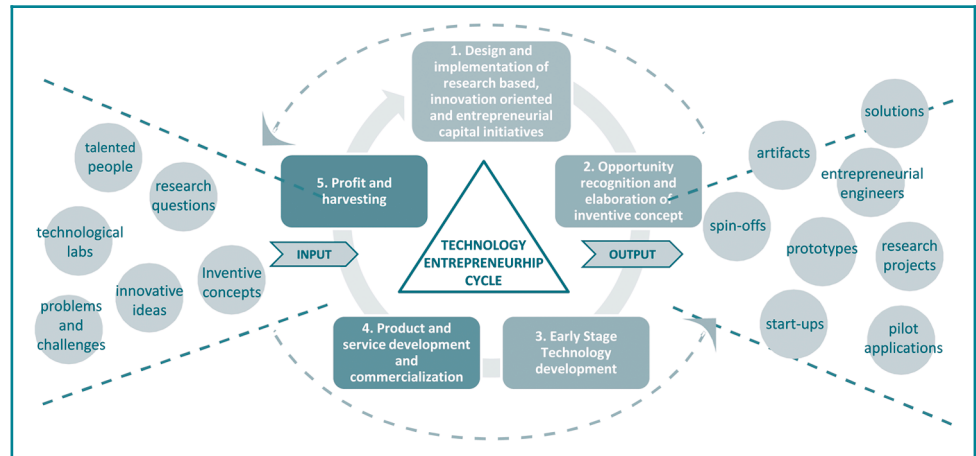 1. Design and
implementation of
research based,
innovation oriented
and entrepreneurial
capital initiatives
2. Opportunity
recognition and
elaboration of
inventive concept
3. Early Stage
Technology
development
4. Product and
service development
and
commercialization
5. Profit and
harvesting
TECHNOLOGY
ENTREPRENEURHIP
CYCLE
INPUT
OUTPUT
talented
people
research
questions
technological
labs
Inventive
concepts
innovative
ideas
problems
and
challenges
solutions
artifacts
entrepreneurial
engineers
spin-offs
prototypes
research
projects
start-ups
pilot
applications